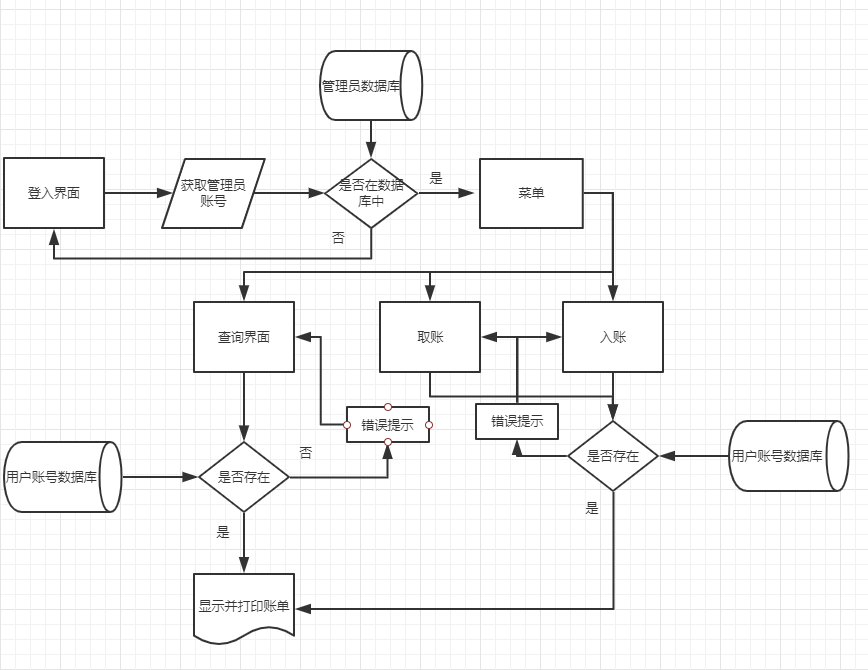 管理员数据库
登入界面
获取管理员
账号
是否在数据
库中
是
菜单
否
查询界面
取账
入账
错误提示
错误提示
否
用户账号数据库
是否存在
是否存在
用户账号数据库
是
是
显示并打印账单